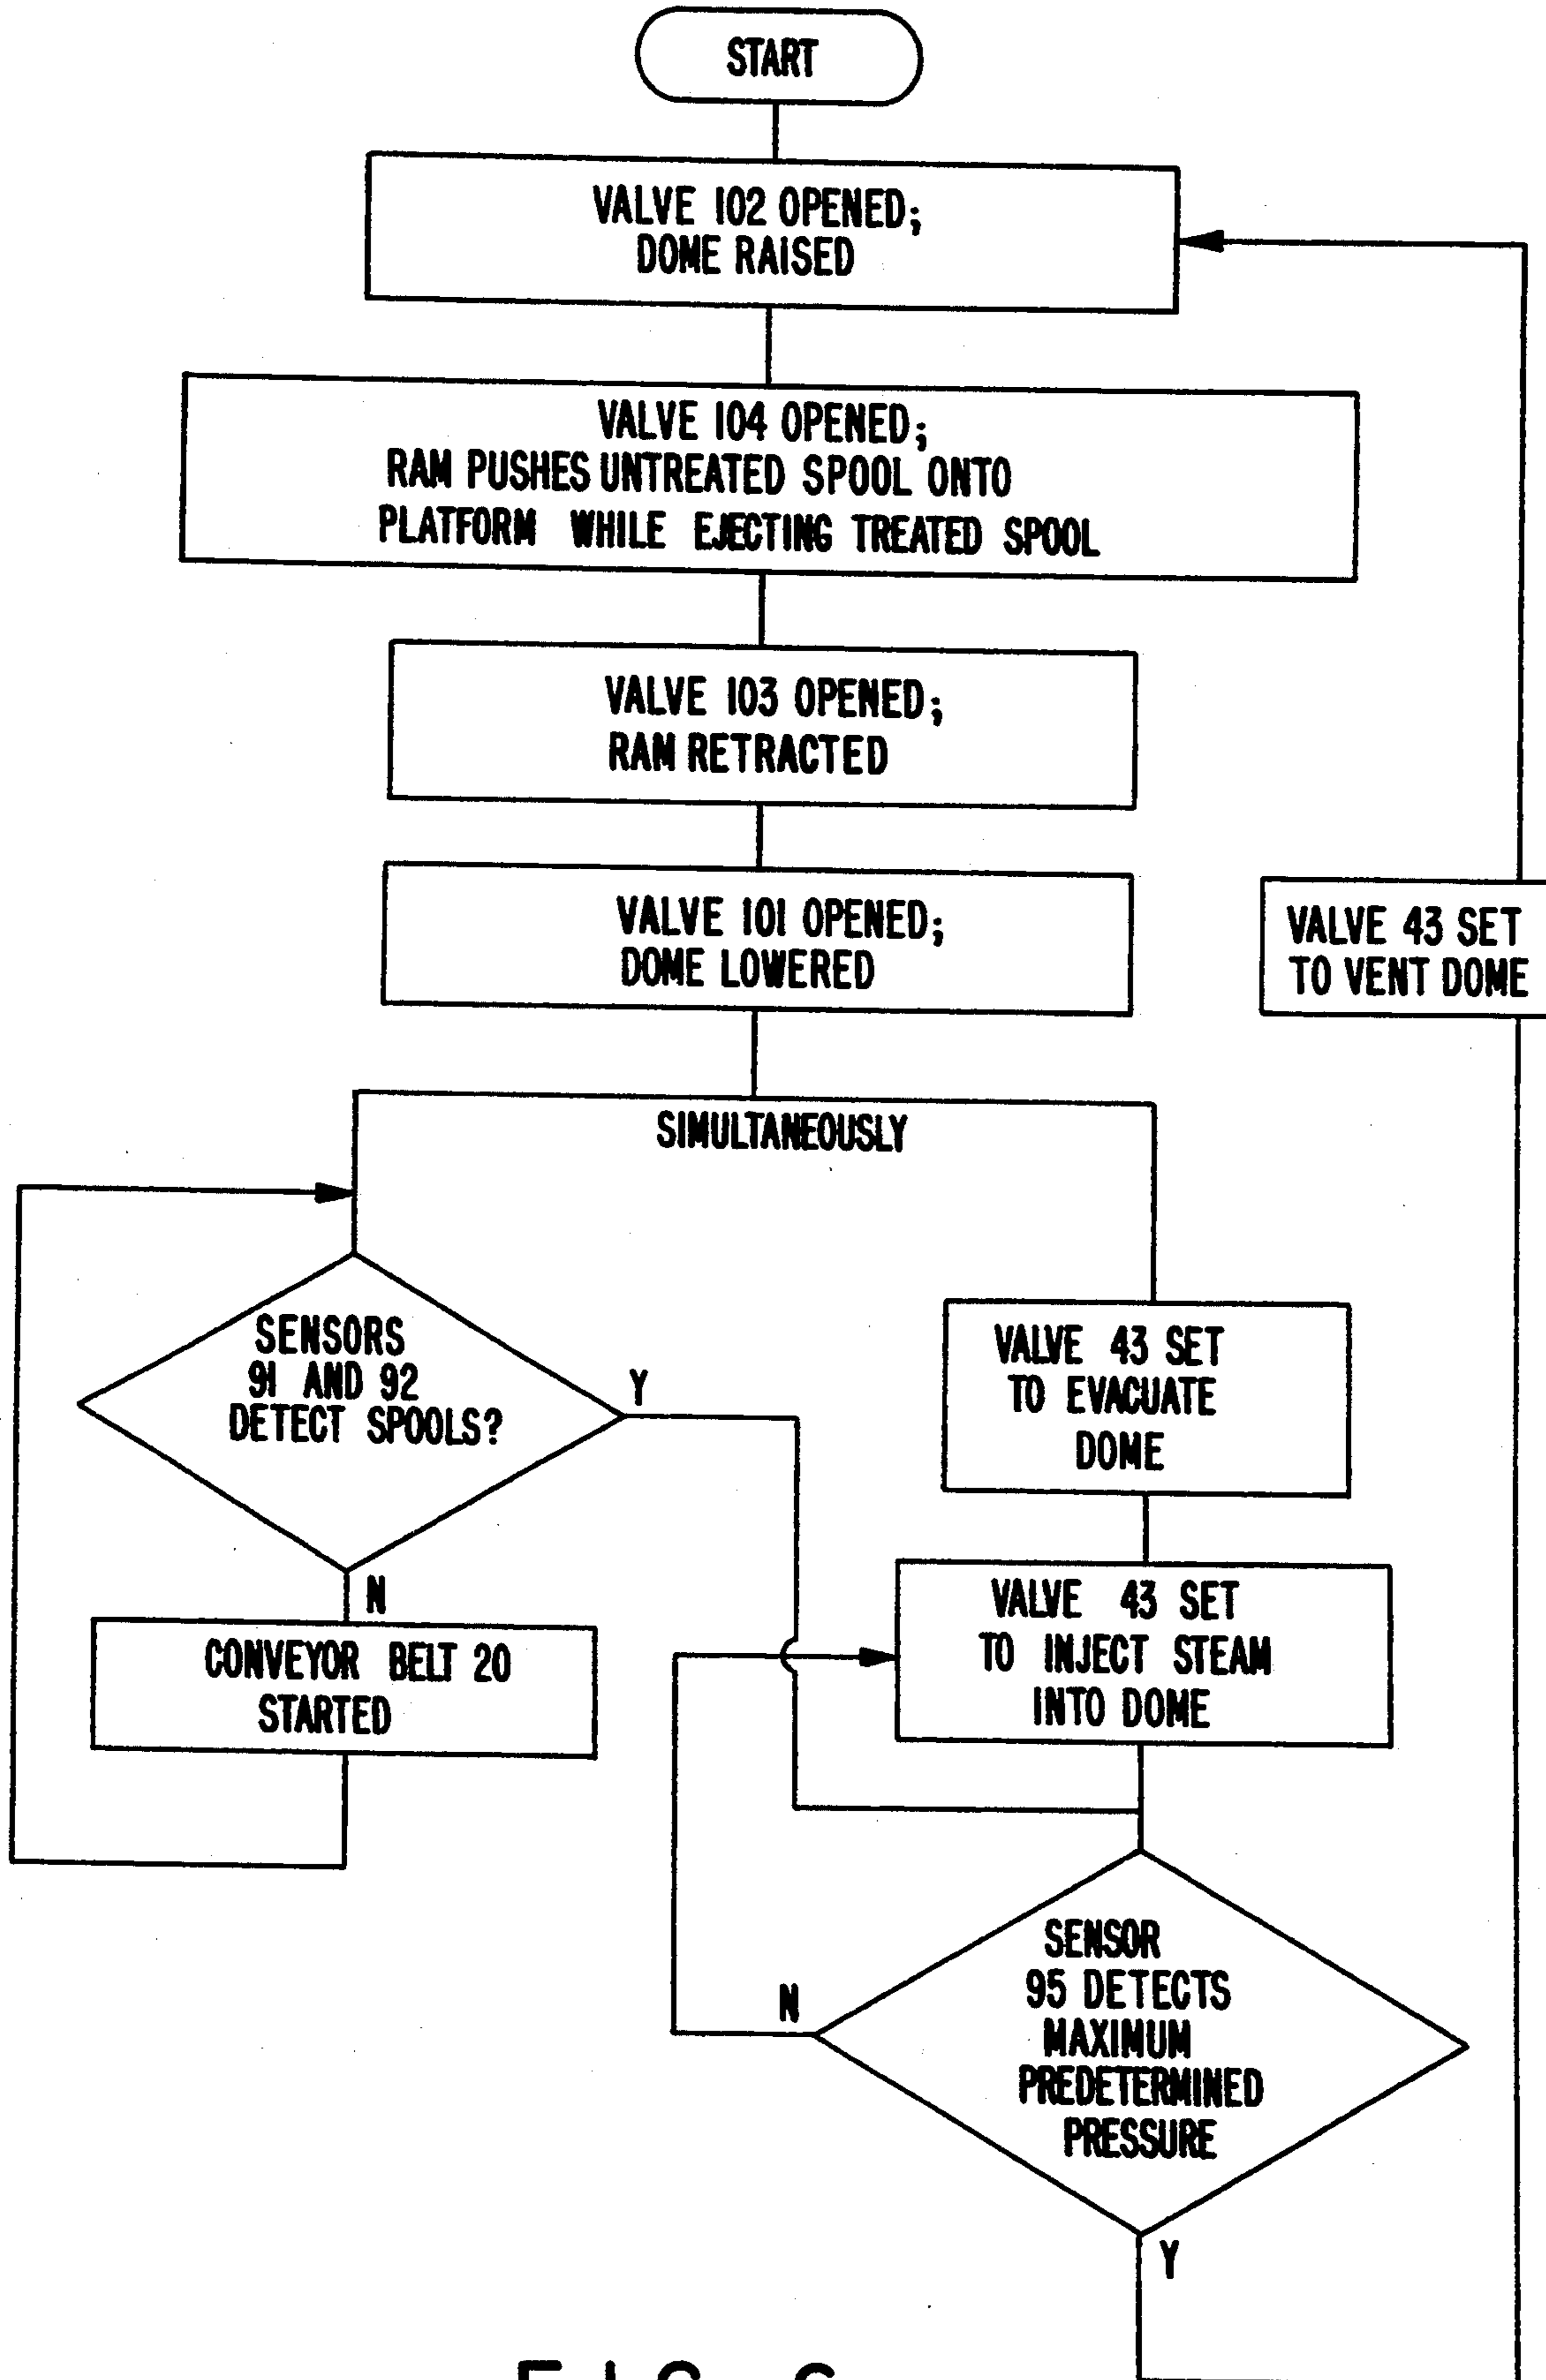 START
VALVE 102 OPENED;
DOME RAISED
VALVE 104 OPENED;
RAM PUSHES UNTREATED SPOOL ONTO
PLATFORM WHILE EJECTING TREATED SPOOL
VALVE 103 OPENED;
RAM RETRACTED
VALVE 101 OPENED;
DOME LOWERED
VALVE 43 SET
TO VENT DOME
SIMULTANEOUSLY
SENSORS
91 AND 92
DETECT SPOOLS?
Y
N
CONVEYOR BELT 20
STARTED
VALVE 43 SET
TO EVACUATE
DOME
VALVE 43 SET
TO INJECT STEAM
INTO DOME
SENSOR
95 DETECTS
MAXIMUM
PREDETERMINED
PRESSURE
N
Y